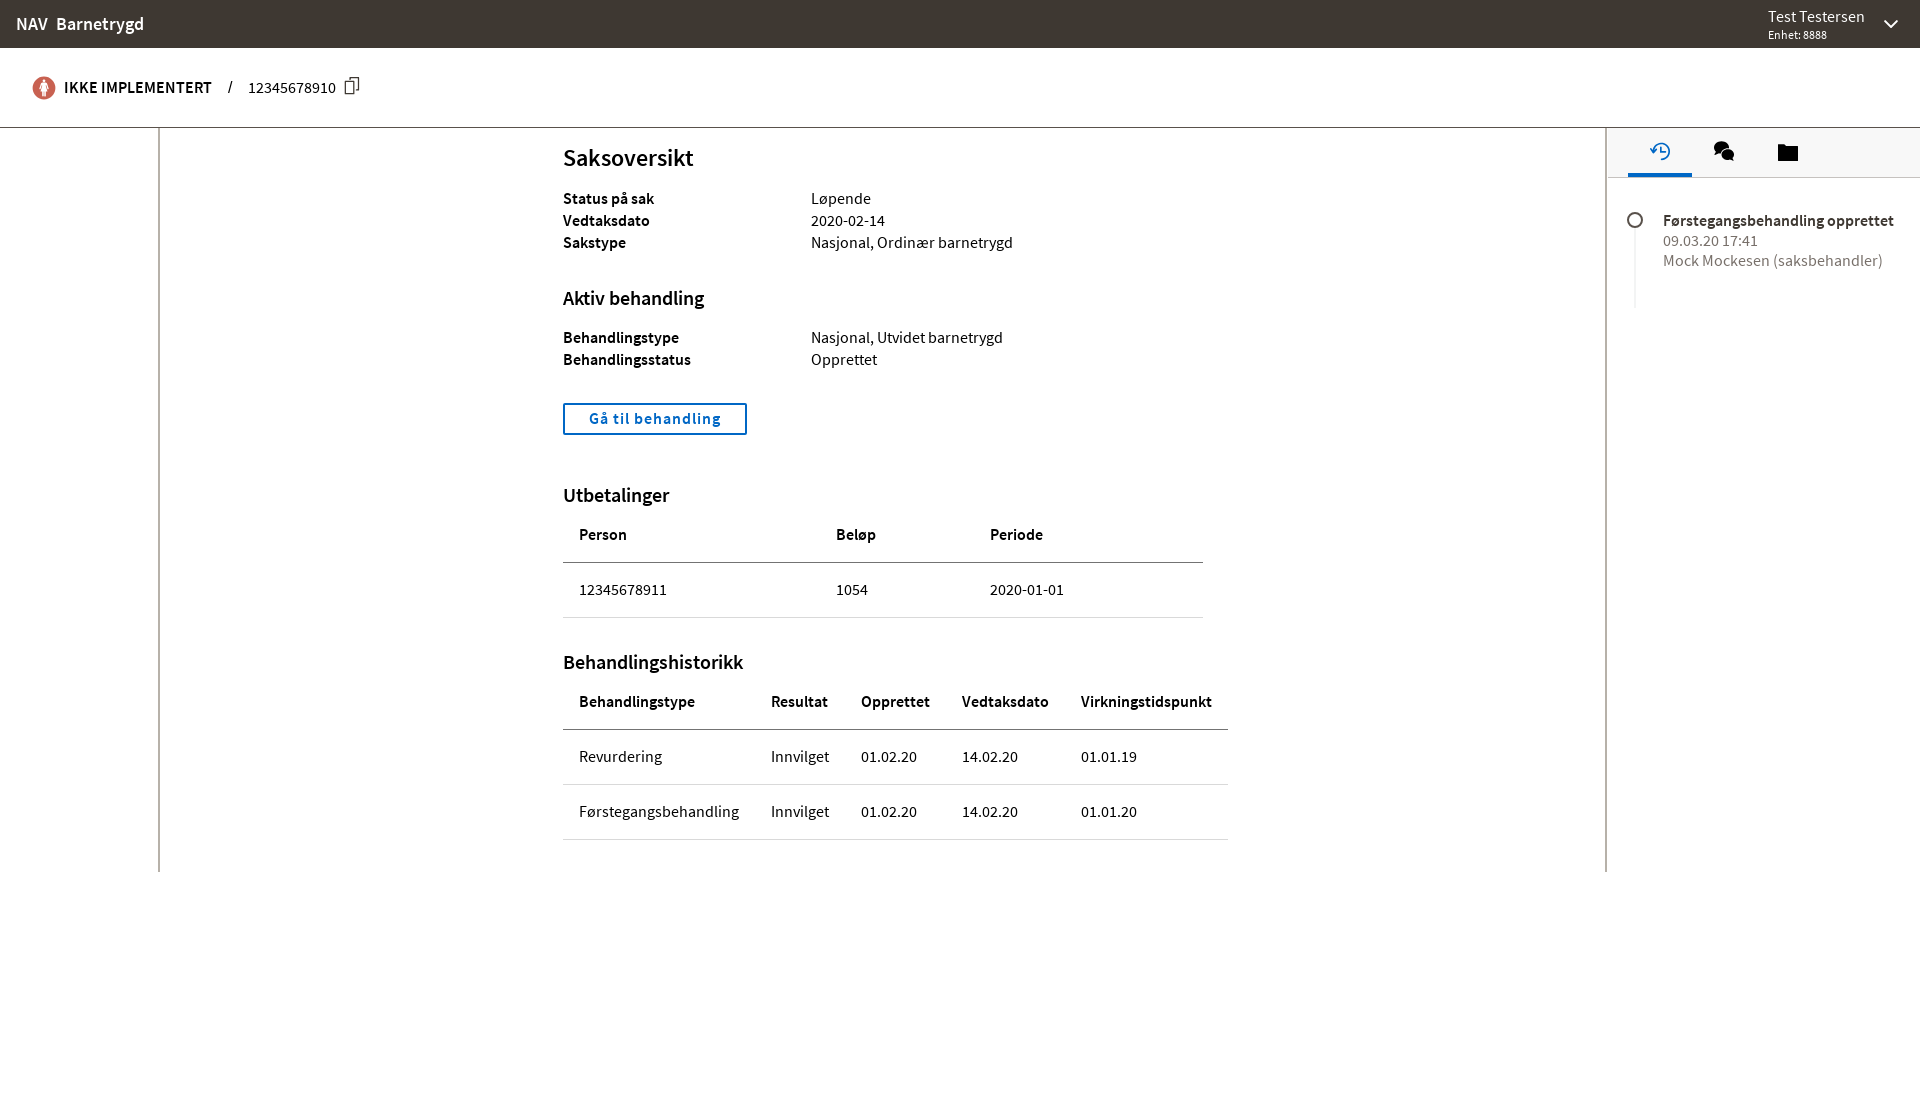 NAV Barnetrygd
Test Testersen
Enhet: 8888
IKKE IMPLEMENTERT / 12345678910
Saksoversikt
Status på sak Løpende
Vedtaksdato 2020-02-14
Sakstype Nasjonal, Ordinær barnetrygd
Aktiv behandling
Behandlingstype Nasjonal, Utvidet barnetrygd
Behandlingsstatus Opprettet
Gå til behandling
Utbetalinger
Person Beløp Periode
12345678911 1054 2020-01-01
Behandlingshistorikk
Behandlingstype Resultat Opprettet Vedtaksdato Virkningstidspunkt
Revurdering Innvilget 01.02.20 14.02.20 01.01.19
Førstegangsbehandling Innvilget 01.02.20 14.02.20 01.01.20
Førstegangsbehandling opprettet
09.03.20 17:41
Mock Mockesen (saksbehandler)